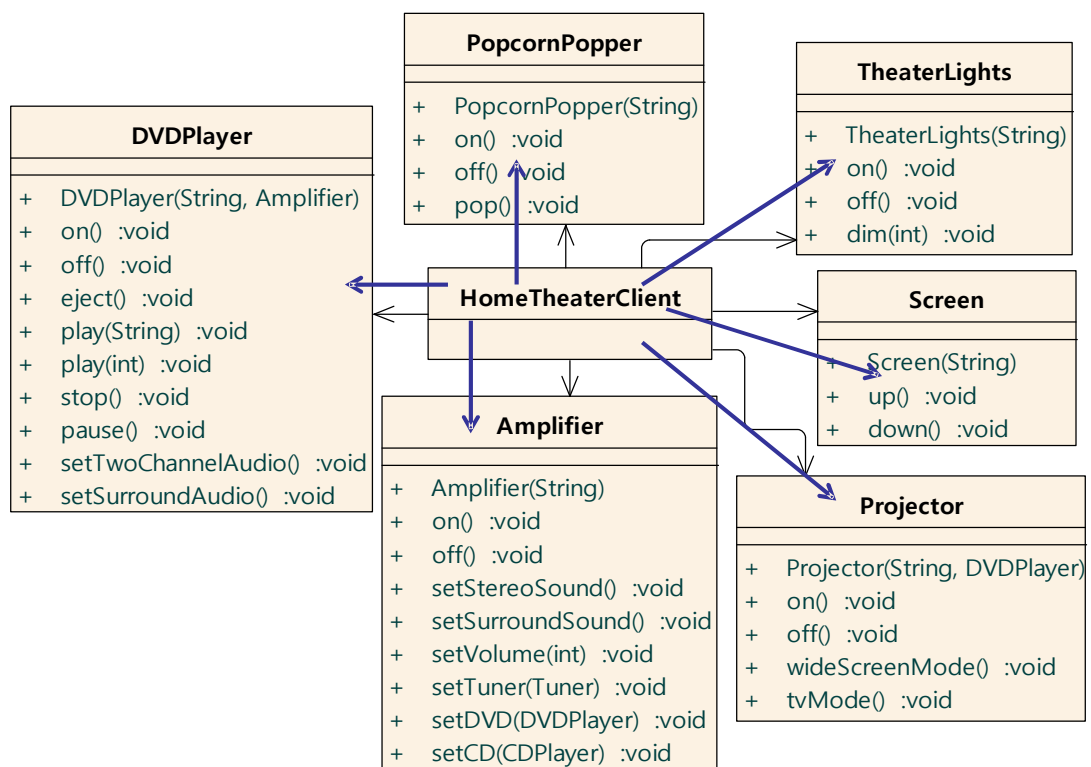 PopcornPopper
+ PopcornPopper(String)
+ on() :void
+ off() :void
+ pop() :void
TheaterLights
+ TheaterLights(String)
+ on() :void
+ off() :void
+ dim(int) :void
DVDPlayer
+ DVDPlayer(String, Amplifier)
+ on() :void
+ off() :void
+ eject() :void
+ play(String) :void
+ play(int) :void
+ stop() :void
+ pause() :void
+ setTwoChannelAudio() :void
+ setSurroundAudio() :void
HomeTheaterClient
Screen
+ Screen(String)
+ up() :void
+ down() :void
Amplifier
+ Amplifier(String)
+ on() :void
+ off() :void
+ setStereoSound() :void
+ setSurroundSound() :void
+ setVolume(int) :void
+ setTuner(Tuner) :void
+ setDVD(DVDPlayer) :void
+ setCD(CDPlayer) :void
Projector
+ Projector(String, DVDPlayer)
+ on() :void
+ off() :void
+ wideScreenMode() :void
+ tvMode() :void